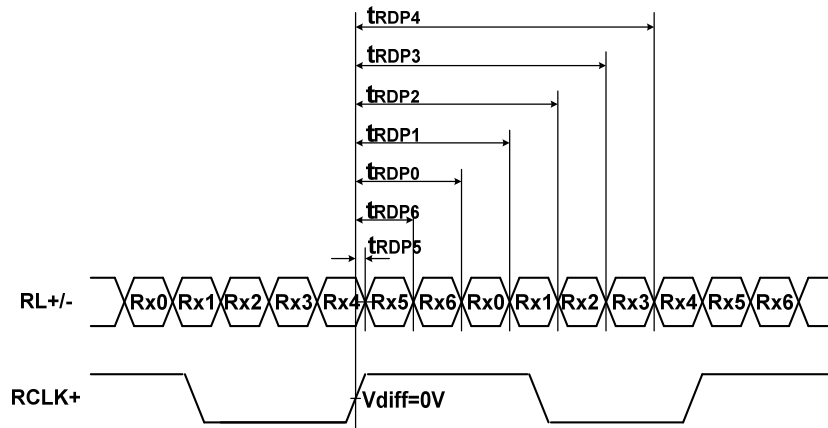 tRDP4
tRDP3
tRDP2
tRDP1
tRDP0
tRDP6
tRDP5
RL+/- Rx0 Rx1 Rx2 Rx3 Rx4 Rx5 Rx6 Rx0 Rx1 Rx2 Rx3 Rx4 Rx5 Rx6
RCLK+ Vdiff=0V